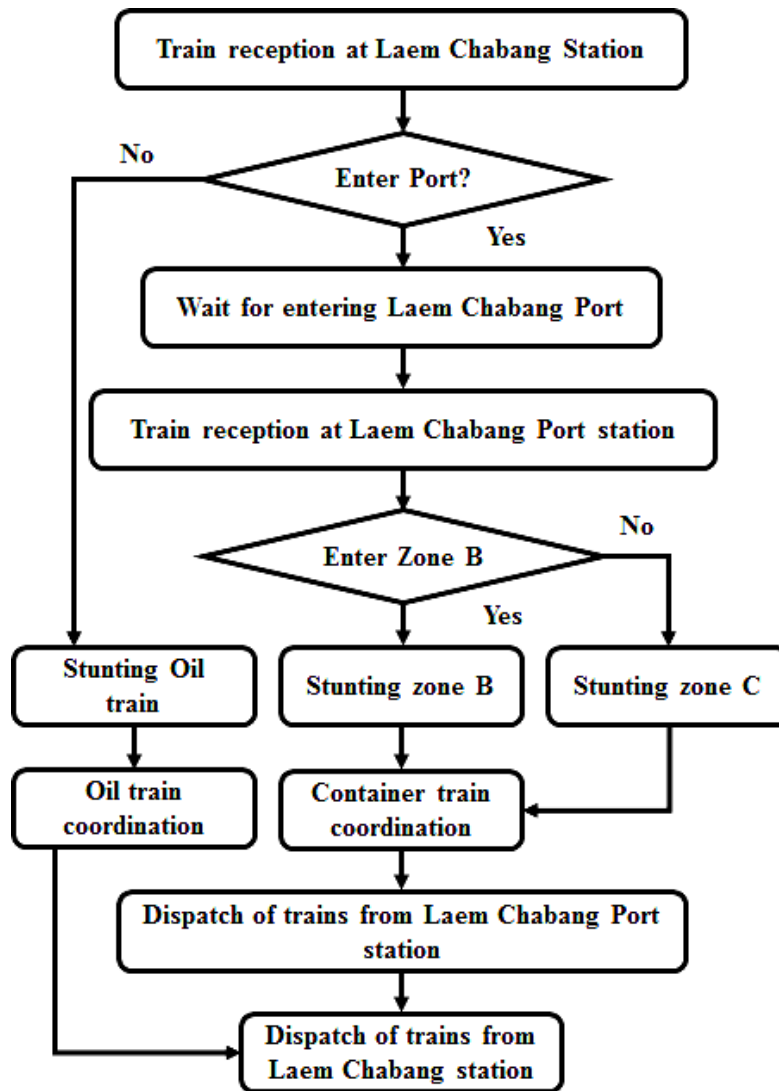 Train reception at Laem Chabang Station
No
Enter Port?
Yes
Wait for entering Laem Chabang Port
Train reception at Laem Chabang Port station
No
Enter Zone B
Yes
Stunting Oil
train
Stunting zone B
Stunting zone C
Oil train
coordination
Container train
coordination
Dispatch of trains from Laem Chabang Port
station
Dispatch of trains from
Laem Chabang station